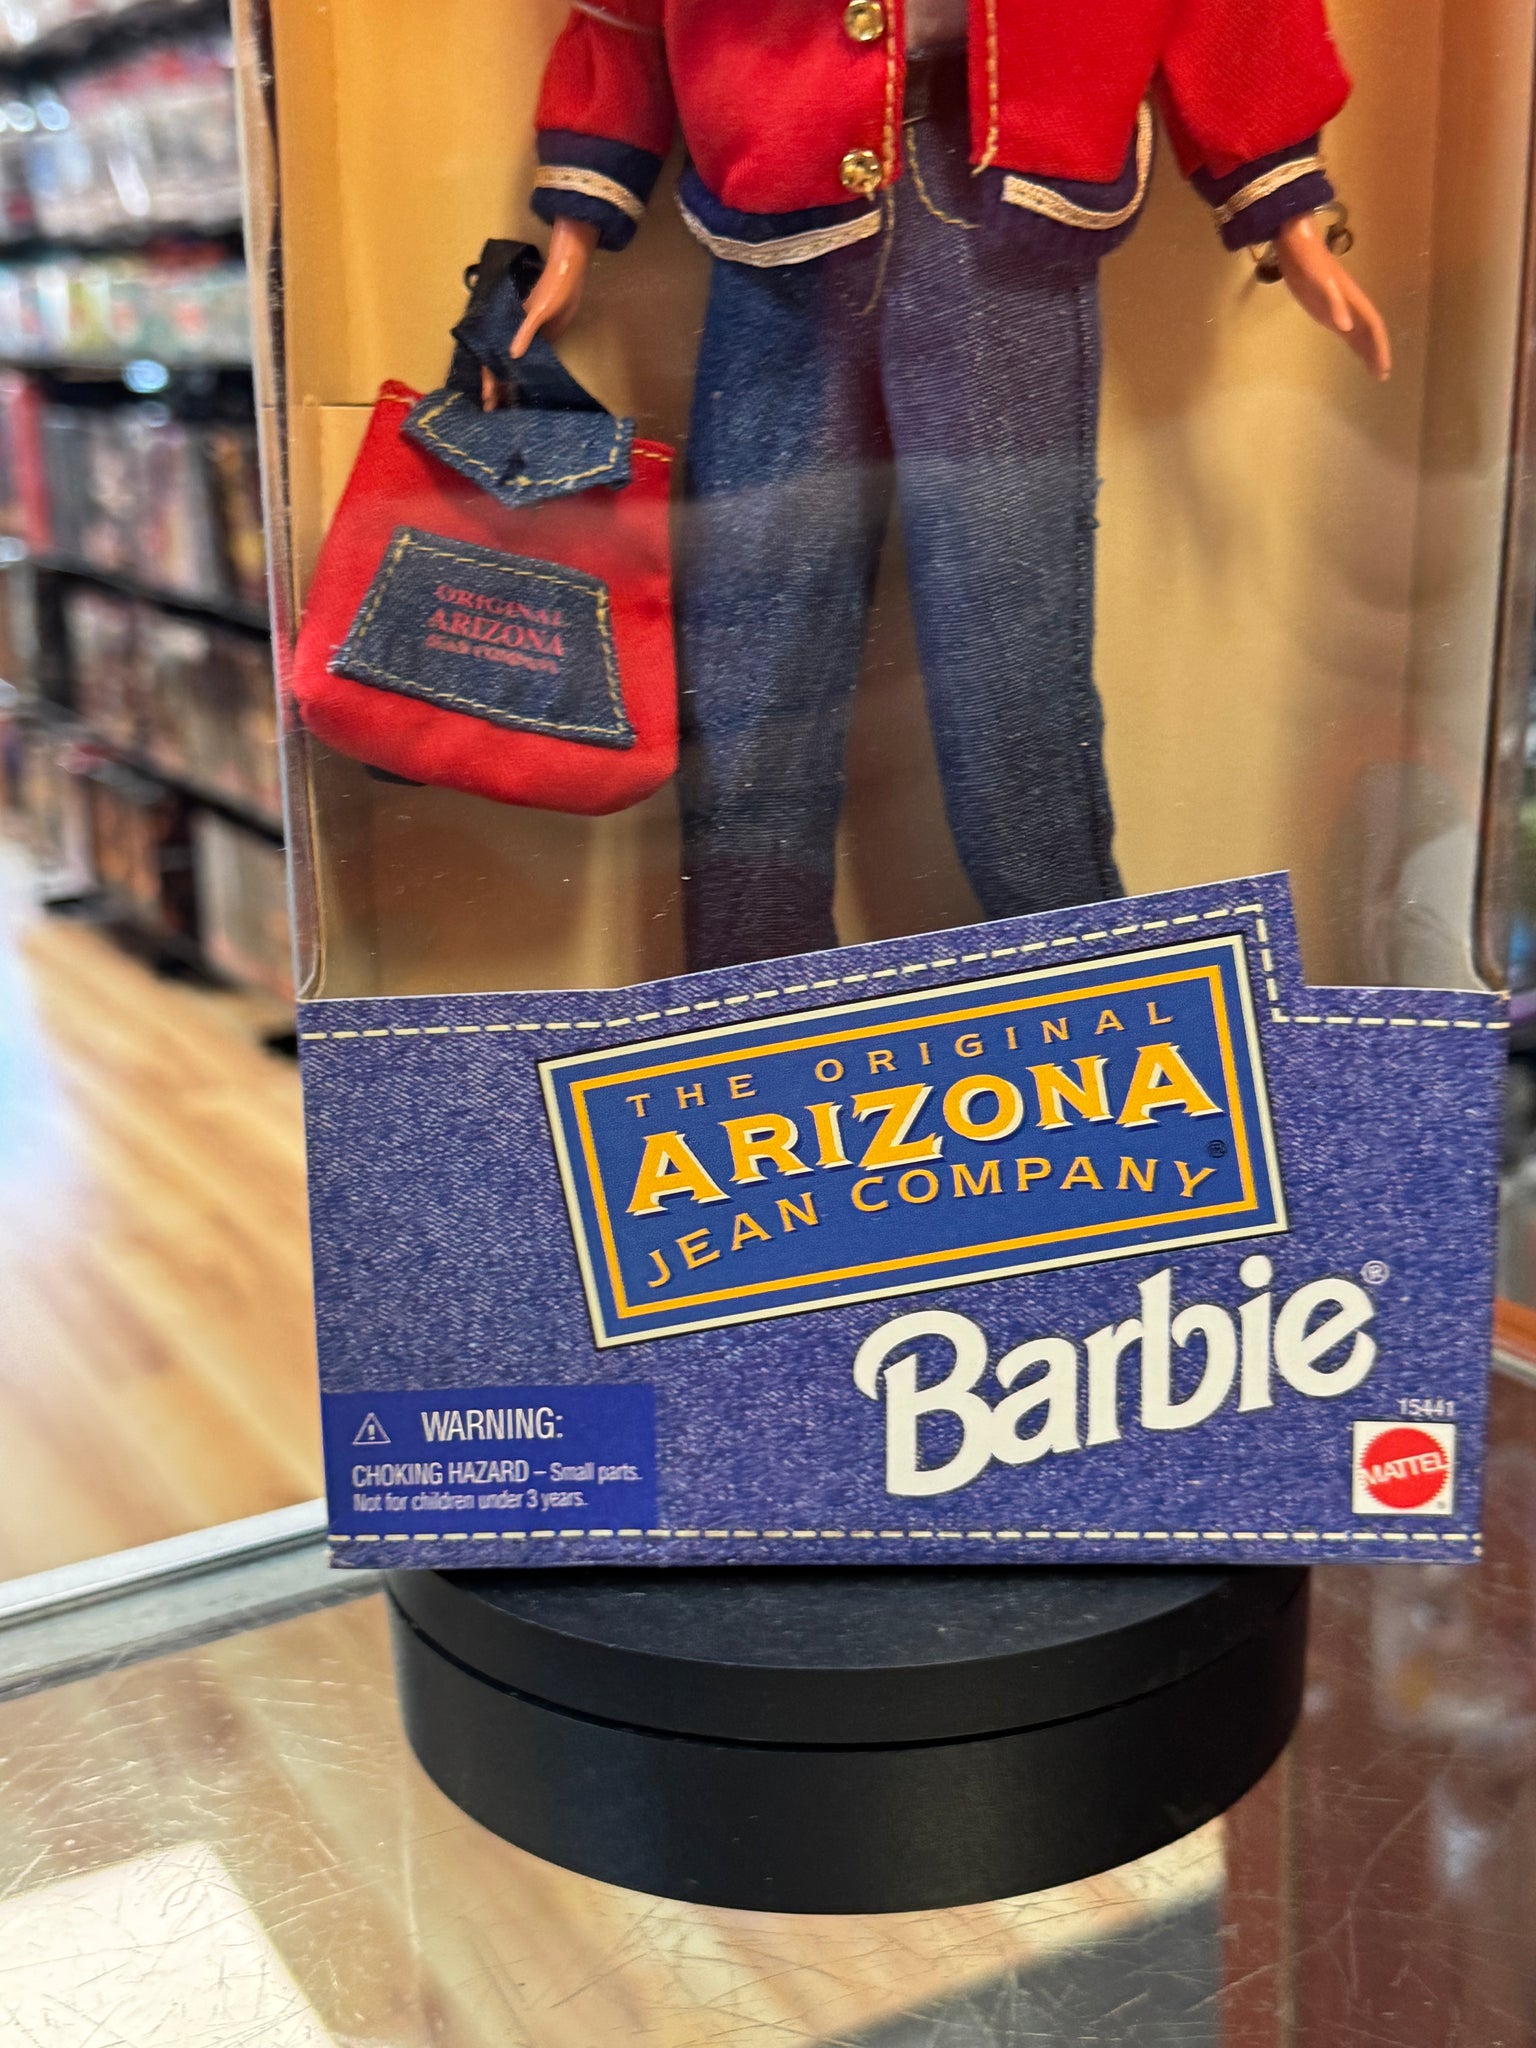 ORIGINAL
ARIZONA
JEAN COMPANY
THE ORIGINAL
ARIZONA
JEAN COMPANY®
Barbie®
15441
MATTEL
®
WARNING:
CHOKING HAZARD – Small parts.
Not for children under 3 years.